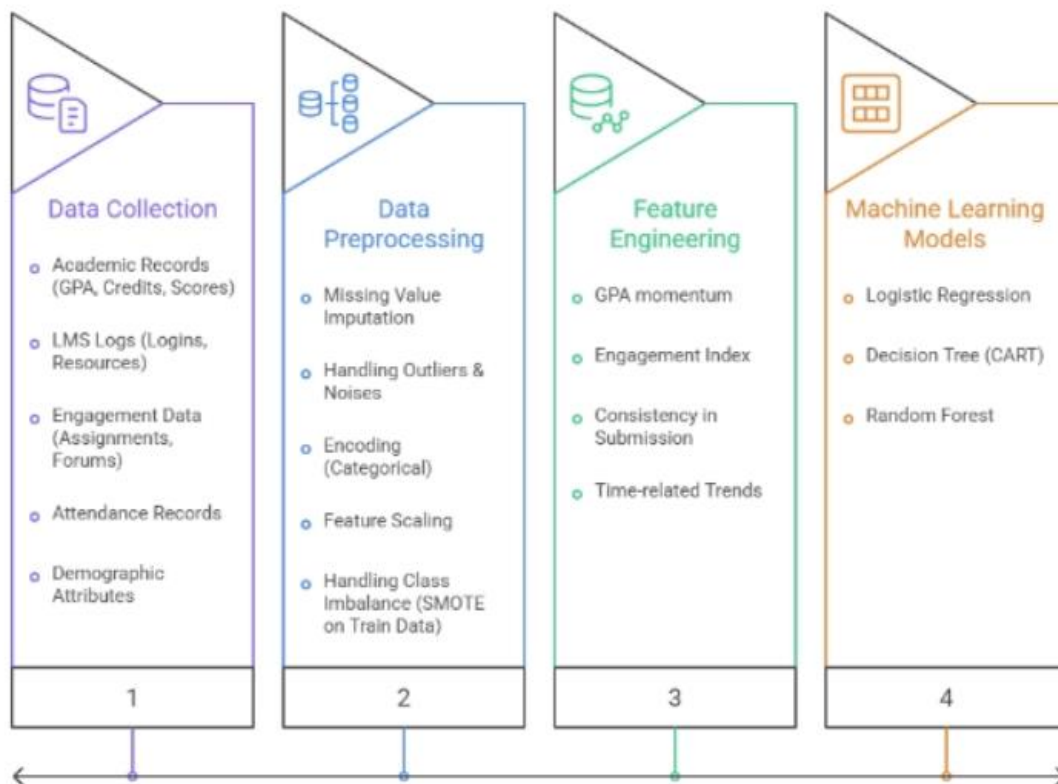 Data Collection
Academic Records
(GPA, Credits, Scores)
LMS Logs (Logins,
Resources)
Engagement Data
(Assignments,
Forums)
Attendance Records
Demographic
Attributes
1
Data
Preprocessing
Missing Value
Imputation
Handling Outliers &
Noises
Encoding
(Categorical)
Feature Scaling
Handling Class
Imbalance (SMOTE
on Train Data)
2
Feature
Engineering
GPA momentum
Engagement Index
Consistency in
Submission
Time-related Trends
3
Machine Learning
Models
Logistic Regression
Decision Tree (CART)
Random Forest
4